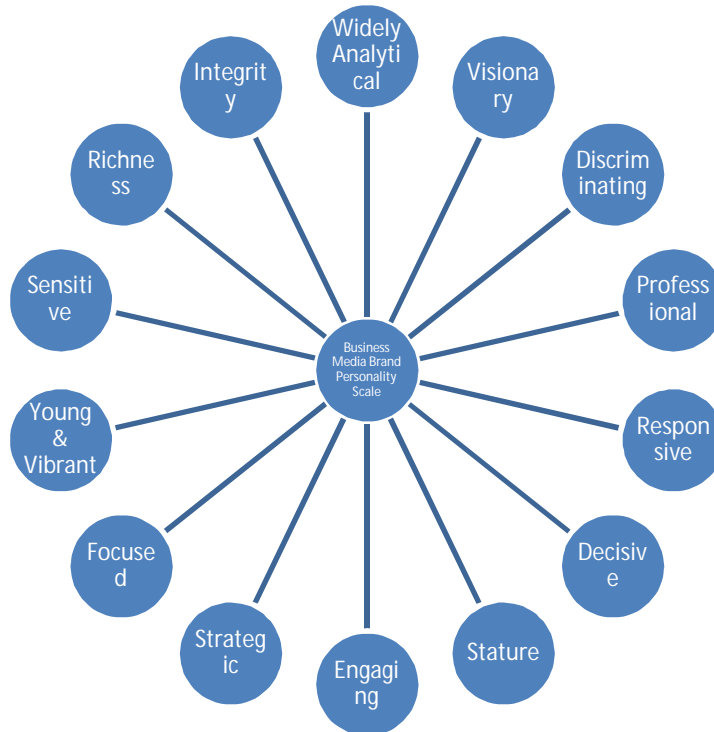 Widely
Analyti
cal
Visiona
ry
Discrim
inating
Profess
ional
Respon
sive
Decisiv
e
Stature
Engagi
ng
Strateg
ic
Focuse
d
Young
&
Vibrant
Sensiti
ve
Richne
ss
Integrit
y
Business
Media Brand
Personality
Scale